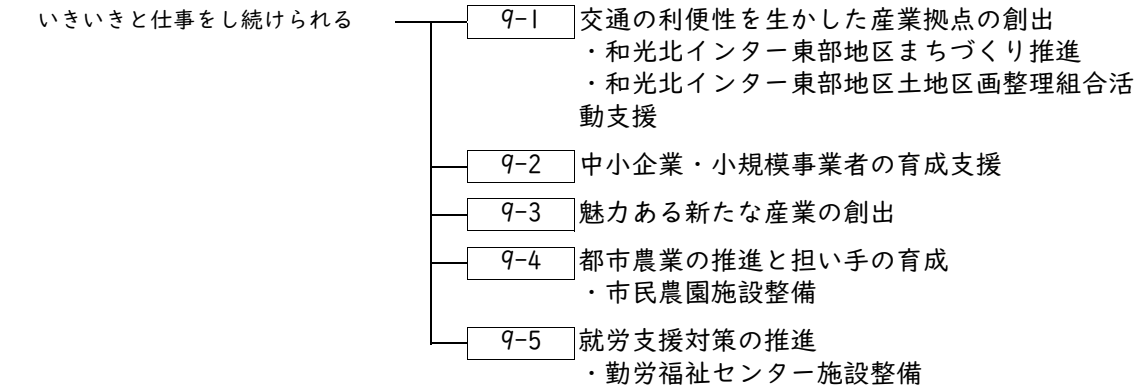 いきいきと仕事をし続けられる
9-1 交通の利便性を生かした産業拠点の創出
・和光北インター東部地区まちづくり推進
・和光北インター東部地区土地区画整理組合活
動支援
9-2 中小企業・小規模事業者の育成支援
9-3 魅力ある新たな産業の創出
9-4 都市農業の推進と担い手の育成
・市民農園施設整備
9-5 就労支援対策の推進
・勤労福祉センター施設整備